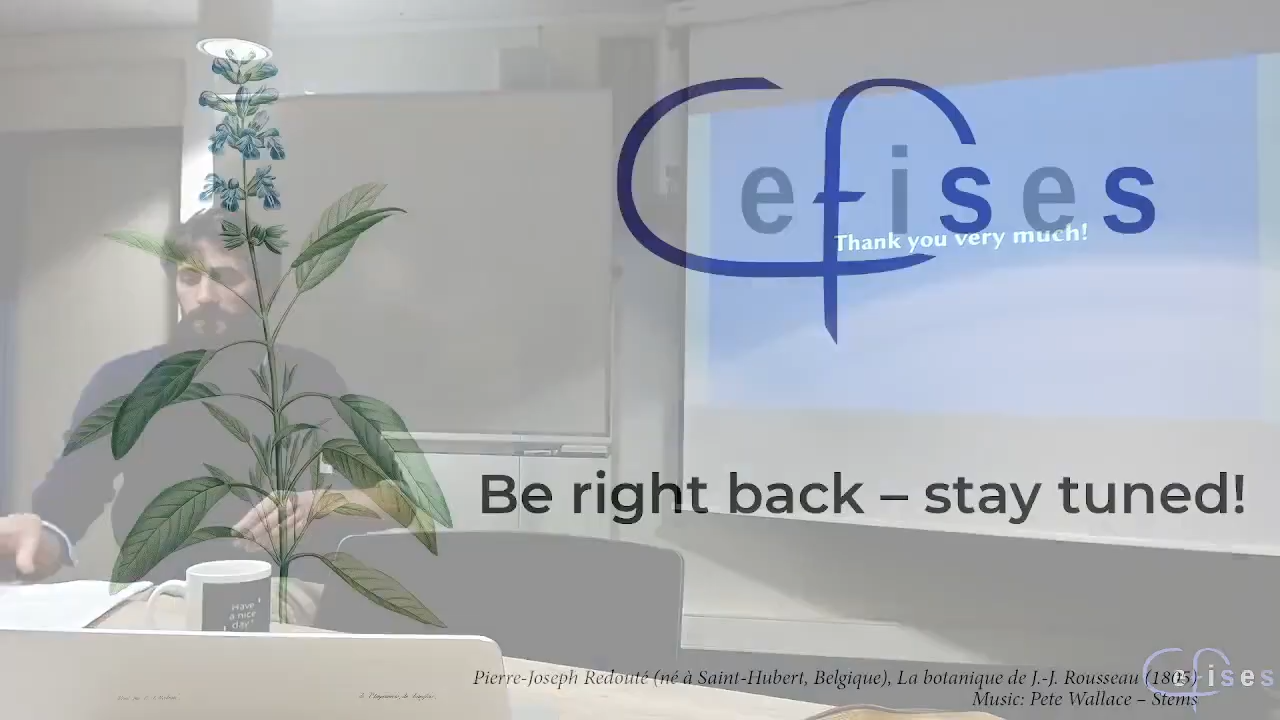 Cefises
Thank you very much!
Be right back – stay tuned!
Have
a nice
day
Pierre-Joseph Redouté (né à Saint-Hubert, Belgique), La botanique de J.-J. Rousseau (1805)
Music: Pete Wallace – Stems
Cefises